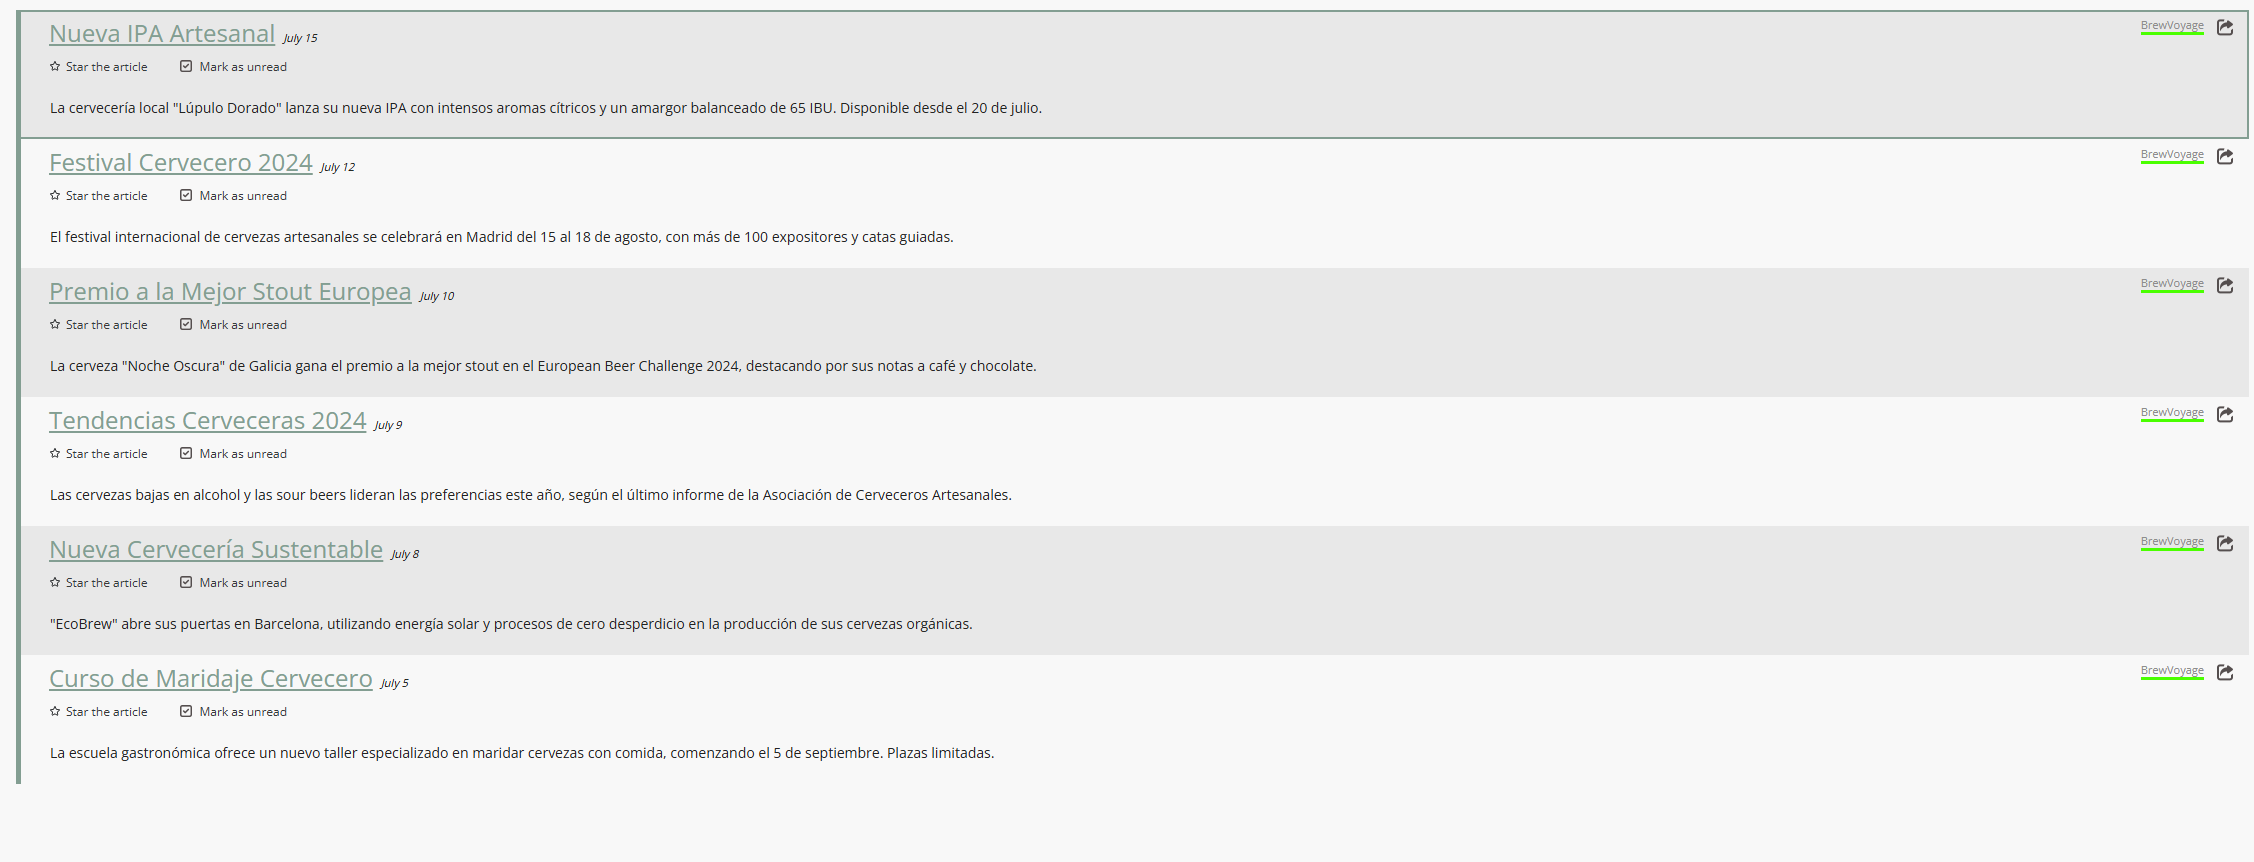 Nueva IPA Artesanal July 15 BrewVoyage
Star the article Mark as unread
La cervecería local "Lúpulo Dorado" lanza su nueva IPA con intensos aromas cítricos y un amargor balanceado de 65 IBU. Disponible desde el 20 de julio.
Festival Cervecero 2024 July 12 BrewVoyage
Star the article Mark as unread
El festival internacional de cervezas artesanales se celebrará en Madrid del 15 al 18 de agosto, con más de 100 expositores y catas guiadas.
Premio a la Mejor Stout Europea July 10 BrewVoyage
Star the article Mark as unread
La cerveza "Noche Oscura" de Galicia gana el premio a la mejor stout en el European Beer Challenge 2024, destacando por sus notas a café y chocolate.
Tendencias Cerveceras 2024 July 9 BrewVoyage
Star the article Mark as unread
Las cervezas bajas en alcohol y las sour beers lideran las preferencias este año, según el último informe de la Asociación de Cerveceros Artesanales.
Nueva Cervecería Sustentable July 8 BrewVoyage
Star the article Mark as unread
"EcoBrew" abre sus puertas en Barcelona, utilizando energía solar y procesos de cero desperdicio en la producción de sus cervezas orgánicas.
Curso de Maridaje Cervecero July 5 BrewVoyage
Star the article Mark as unread
La escuela gastronómica ofrece un nuevo taller especializado en maridar cervezas con comida, comenzando el 5 de septiembre. Plazas limitadas.